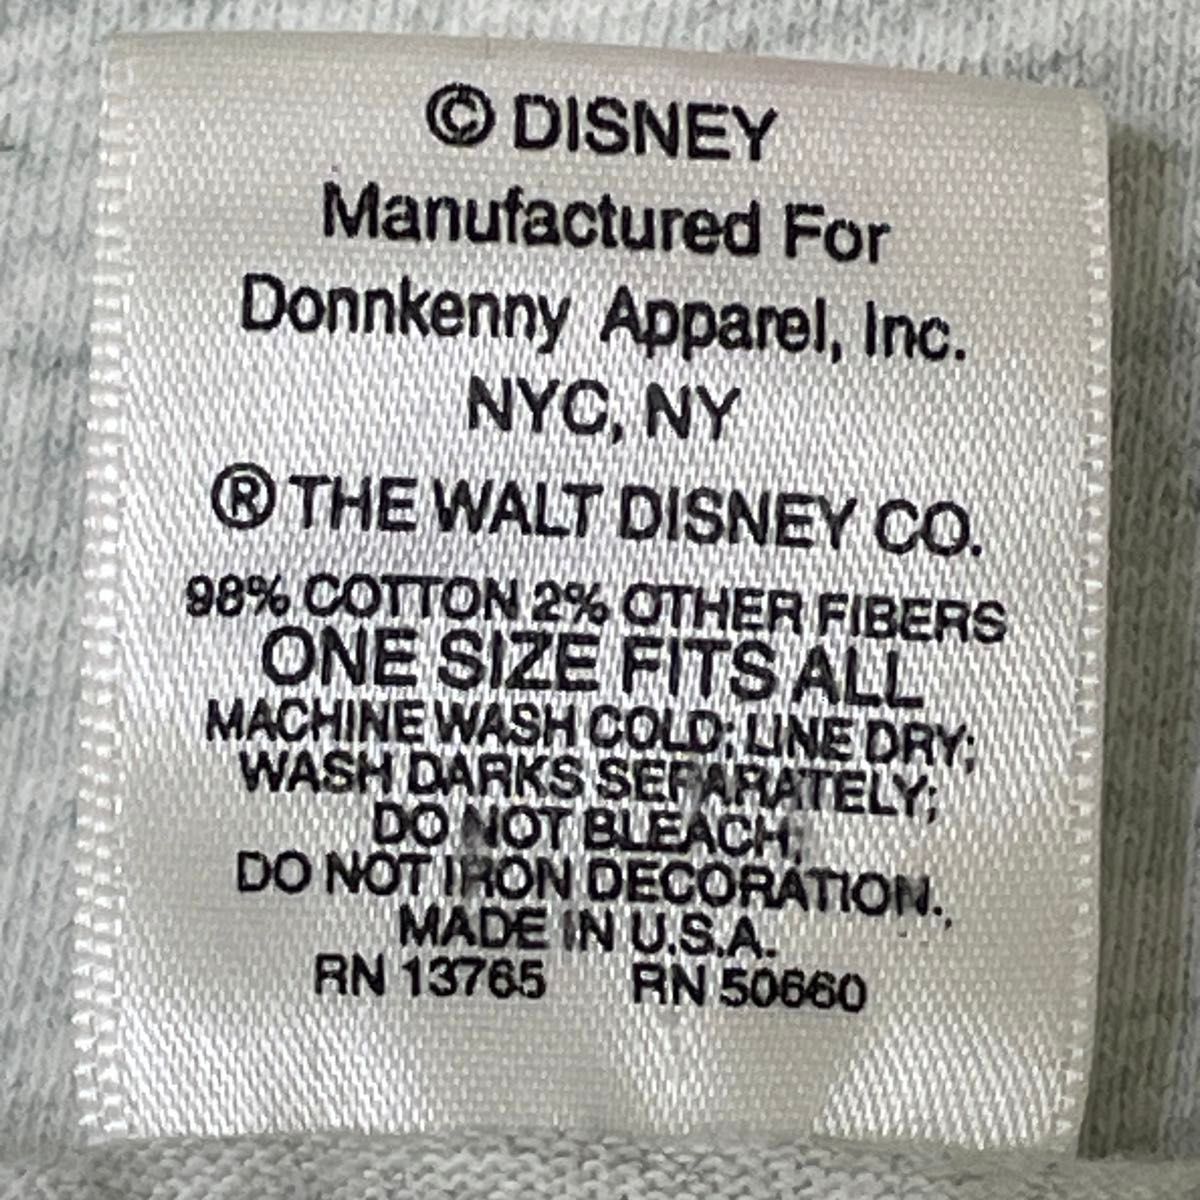 © DISNEY
Manufactured For
Donnkenny Apparel, Inc.
NYC, NY
® THE WALT DISNEY CO.
98% COTTON 2% OTHER FIBERS
ONE SIZE FITS ALL
MACHINE WASH COLD; LINE DRY;
WASH DARKS SEPARATELY;
DO NOT BLEACH;
DO NOT IRON DECORATION.
MADE IN U.S.A.
RN 13765 RN 50660